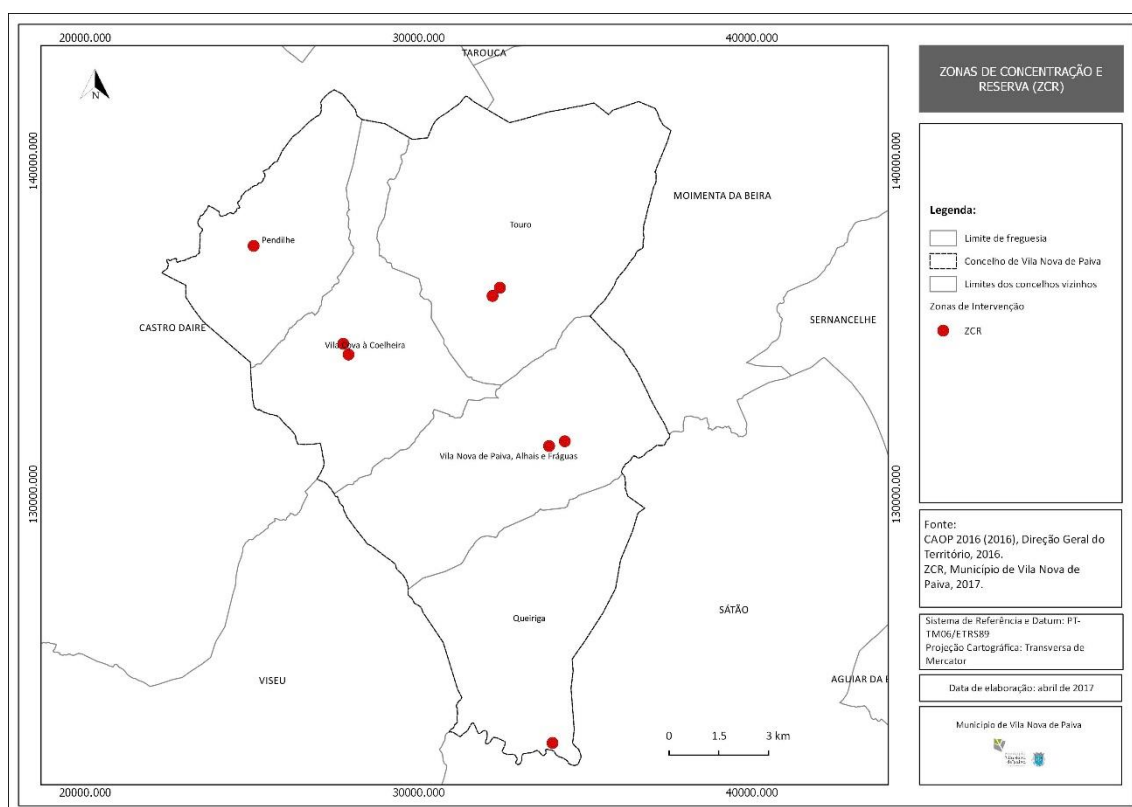 20000.000
30000.000
40000.000
TAROUCA
N
140000.000
140000.000
MOIMENTA DA BEIRA
Touro
Pendilhe
SERNANCELHE
CASTRO DAIRE
Vila Cova à Coelheira
Vila Nova de Paiva, Alhais e Fráguas
130000.000
130000.000
Queiriga
SÁTÃO
VISEU
AGUIAR DA B
0 1.5 3 km
20000.000
30000.000
40000.000
ZONAS DE CONCENTRAÇÃO E
RESERVA (ZCR)
Legenda:
Limite de freguesia
Concelho de Vila Nova de Paiva
Limites dos concelhos vizinhos
Zonas de Intervenção
ZCR
Fonte:
CAOP 2016 (2016), Direção Geral do
Território, 2016.
ZCR, Município de Vila Nova de
Paiva, 2017.
Sistema de Referência e Datum: PT-
TM06/ETRS89
Projeção Cartográfica: Transversa de
Mercator
Data de elaboração: abril de 2017
Município de Vila Nova de Paiva